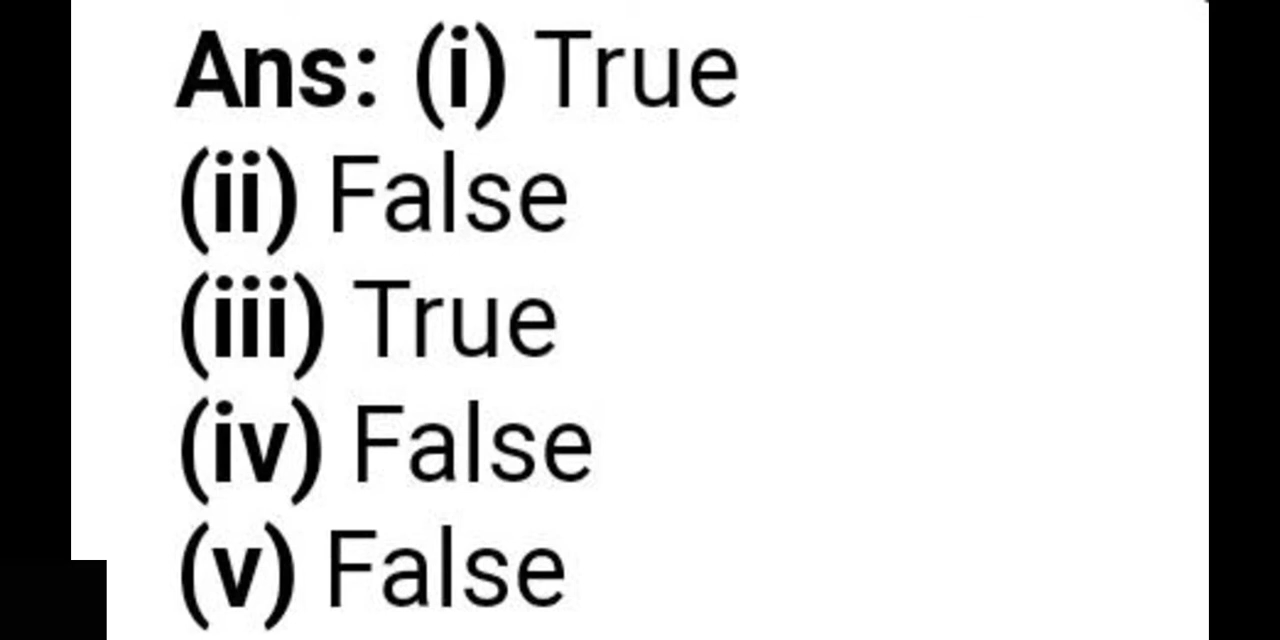 Ans: (i) True
(ii) False
(iii) True
(iv) False
(v) False